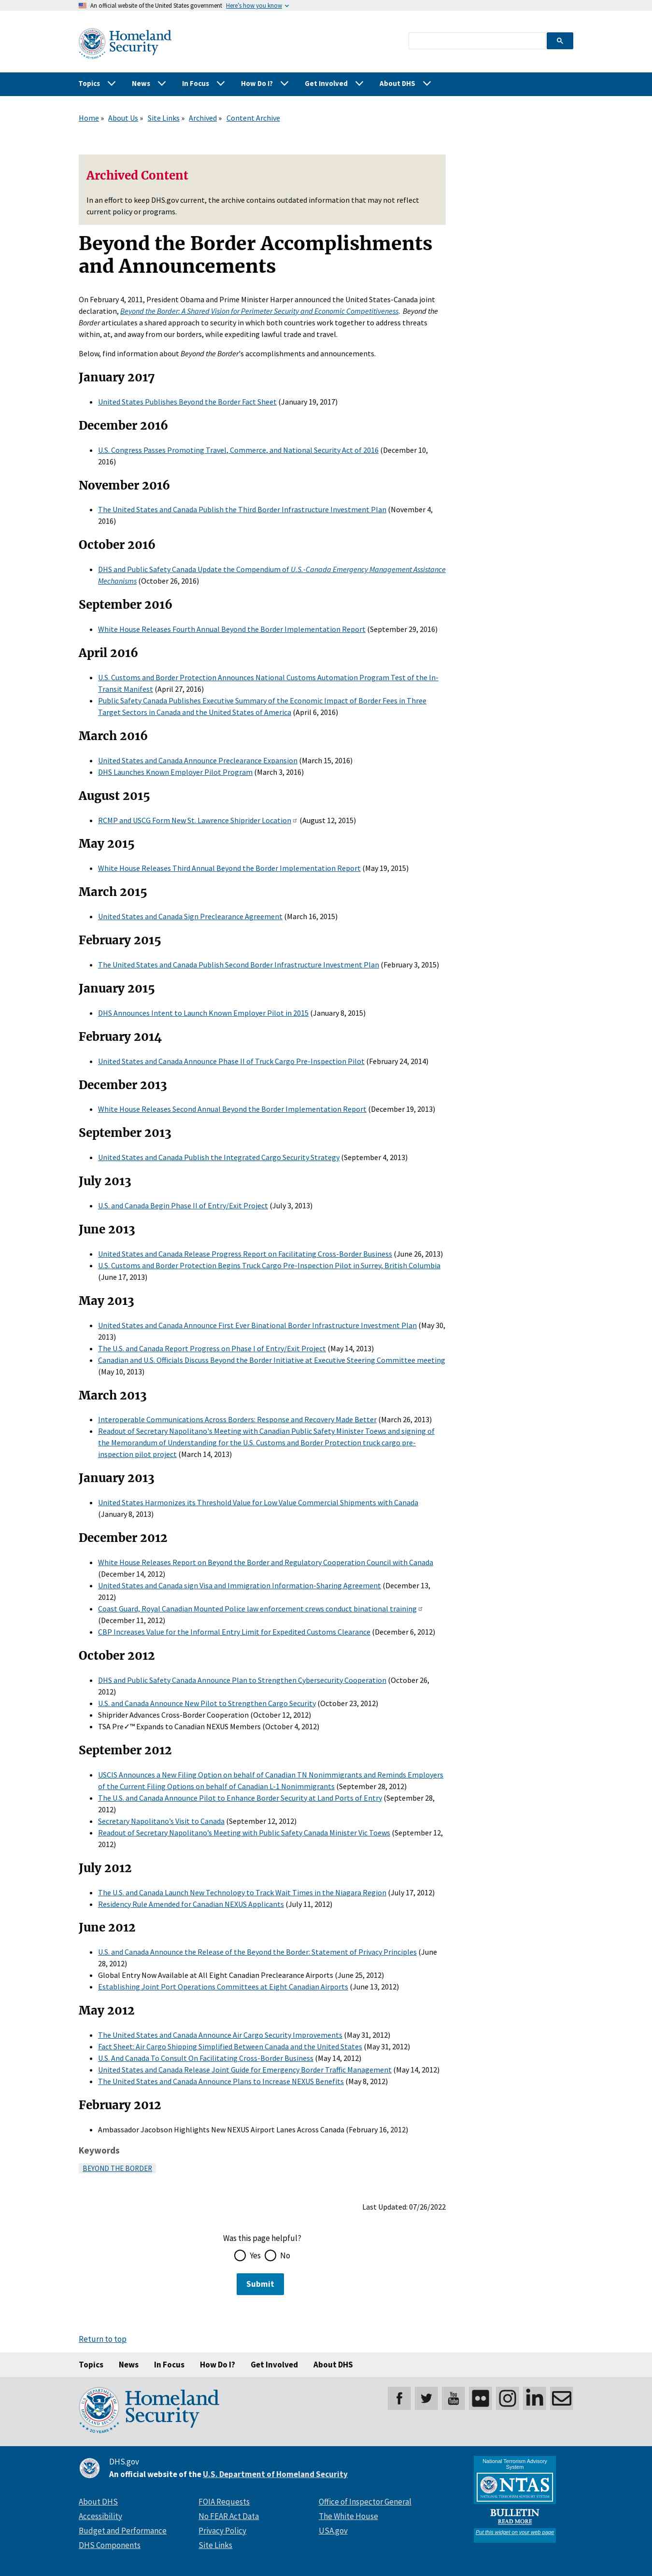 An official website of the United States government Here's how you know
Homeland
Security
Topics News In Focus How Do I? Get Involved About DHS
Home » About Us » Site Links » Archived » Content Archive
Archived Content
In an effort to keep DHS.gov current, the archive contains outdated information that may not reflect
current policy or programs.
Beyond the Border Accomplishments
and Announcements
On February 4, 2011, President Obama and Prime Minister Harper announced the United States-Canada joint
declaration, Beyond the Border: A Shared Vision for Perimeter Security and Economic Competitiveness. Beyond the
Border articulates a shared approach to security in which both countries work together to address threats
within, at, and away from our borders, while expediting lawful trade and travel.
Below, find information about Beyond the Border's accomplishments and announcements.
January 2017
• United States Publishes Beyond the Border Fact Sheet (January 19, 2017)
December 2016
• U.S. Congress Passes Promoting Travel, Commerce, and National Security Act of 2016 (December 10,
2016)
November 2016
• The United States and Canada Publish the Third Border Infrastructure Investment Plan (November 4,
2016)
October 2016
• DHS and Public Safety Canada Update the Compendium of U.S.-Canada Emergency Management Assistance
Mechanisms (October 26, 2016)
September 2016
• White House Releases Fourth Annual Beyond the Border Implementation Report (September 29, 2016)
April 2016
• U.S. Customs and Border Protection Announces National Customs Automation Program Test of the In-
Transit Manifest (April 27, 2016)
• Public Safety Canada Publishes Executive Summary of the Economic Impact of Border Fees in Three
Target Sectors in Canada and the United States of America (April 6, 2016)
March 2016
• United States and Canada Announce Preclearance Expansion (March 15, 2016)
• DHS Launches Known Employer Pilot Program (March 3, 2016)
August 2015
• RCMP and USCG Form New St. Lawrence Shiprider Location (August 12, 2015)
May 2015
• White House Releases Third Annual Beyond the Border Implementation Report (May 19, 2015)
March 2015
• United States and Canada Sign Preclearance Agreement (March 16, 2015)
February 2015
• The United States and Canada Publish Second Border Infrastructure Investment Plan (February 3, 2015)
January 2015
• DHS Announces Intent to Launch Known Employer Pilot in 2015 (January 8, 2015)
February 2014
• United States and Canada Announce Phase II of Truck Cargo Pre-Inspection Pilot (February 24, 2014)
December 2013
• White House Releases Second Annual Beyond the Border Implementation Report (December 19, 2013)
September 2013
• United States and Canada Publish the Integrated Cargo Security Strategy (September 4, 2013)
July 2013
• U.S. and Canada Begin Phase II of Entry/Exit Project (July 3, 2013)
June 2013
• United States and Canada Release Progress Report on Facilitating Cross-Border Business (June 26, 2013)
• U.S. Customs and Border Protection Begins Truck Cargo Pre-Inspection Pilot in Surrey, British Columbia
(June 17, 2013)
May 2013
• United States and Canada Announce First Ever Binational Border Infrastructure Investment Plan (May 30,
2013)
• The U.S. and Canada Report Progress on Phase I of Entry/Exit Project (May 14, 2013)
• Canadian and U.S. Officials Discuss Beyond the Border Initiative at Executive Steering Committee meeting
(May 10, 2013)
March 2013
• Interoperable Communications Across Borders: Response and Recovery Made Better (March 26, 2013)
• Readout of Secretary Napolitano's Meeting with Canadian Public Safety Minister Toews and signing of
the Memorandum of Understanding for the U.S. Customs and Border Protection truck cargo pre-
inspection pilot project (March 14, 2013)
January 2013
• United States Harmonizes its Threshold Value for Low Value Commercial Shipments with Canada
(January 8, 2013)
December 2012
• White House Releases Report on Beyond the Border and Regulatory Cooperation Council with Canada
(December 14, 2012)
• United States and Canada sign Visa and Immigration Information-Sharing Agreement (December 13,
2012)
• Coast Guard, Royal Canadian Mounted Police law enforcement crews conduct binational training
(December 11, 2012)
• CBP Increases Value for the Informal Entry Limit for Expedited Customs Clearance (December 6, 2012)
October 2012
• DHS and Public Safety Canada Announce Plan to Strengthen Cybersecurity Cooperation (October 26,
2012)
• U.S. and Canada Announce New Pilot to Strengthen Cargo Security (October 23, 2012)
• Shiprider Advances Cross-Border Cooperation (October 12, 2012)
• TSA Pre✓™ Expands to Canadian NEXUS Members (October 4, 2012)
September 2012
• USCIS Announces a New Filing Option on behalf of Canadian TN Nonimmigrants and Reminds Employers
of the Current Filing Options on behalf of Canadian L-1 Nonimmigrants (September 28, 2012)
• The U.S. and Canada Announce Pilot to Enhance Border Security at Land Ports of Entry (September 28,
2012)
• Secretary Napolitano's Visit to Canada (September 12, 2012)
• Readout of Secretary Napolitano's Meeting with Public Safety Canada Minister Vic Toews (September 12,
2012)
July 2012
• The U.S. and Canada Launch New Technology to Track Wait Times in the Niagara Region (July 17, 2012)
• Residency Rule Amended for Canadian NEXUS Applicants (July 11, 2012)
June 2012
• U.S. and Canada Announce the Release of the Beyond the Border: Statement of Privacy Principles (June
28, 2012)
• Global Entry Now Available at All Eight Canadian Preclearance Airports (June 25, 2012)
• Establishing Joint Port Operations Committees at Eight Canadian Airports (June 13, 2012)
May 2012
• The United States and Canada Announce Air Cargo Security Improvements (May 31, 2012)
• Fact Sheet: Air Cargo Shipping Simplified Between Canada and the United States (May 31, 2012)
• U.S. And Canada To Consult On Facilitating Cross-Border Business (May 14, 2012)
• United States and Canada Release Joint Guide for Emergency Border Traffic Management (May 14, 2012)
• The United States and Canada Announce Plans to Increase NEXUS Benefits (May 8, 2012)
February 2012
• Ambassador Jacobson Highlights New NEXUS Airport Lanes Across Canada (February 16, 2012)
Keywords
BEYOND THE BORDER
Last Updated: 07/26/2022
Was this page helpful?
Yes No
Submit
Return to top
Topics News In Focus How Do I? Get Involved About DHS
Homeland
Security
DHS.gov
An official website of the U.S. Department of Homeland Security
About DHS FOIA Requests Office of Inspector General
Accessibility No FEAR Act Data The White House
Budget and Performance Privacy Policy USA.gov
DHS Components Site Links
National Terrorism Advisory
System
NTAS
BULLETIN
READ MORE
Put this widget on your web page